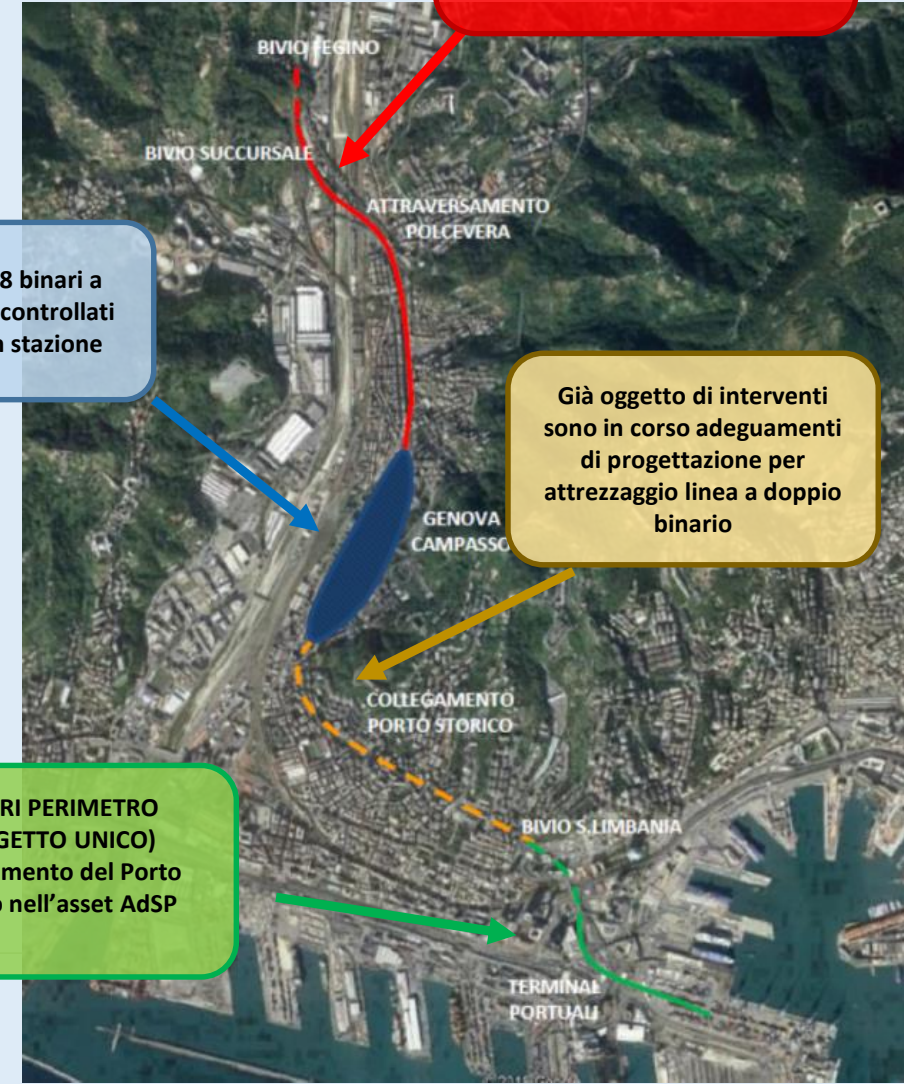 BIVIO FEGINO
BIVIO SUCCURSALE
ATTRAVERSAMENTO
POLCEVERA
8 binari a
controllati
stazione
Già oggetto di interventi
sono in corso adeguamenti
di progettazione per
attrezzaggio linea a doppio
binario
GENOVA
CAMPASSO
COLLEGAMENTO
PORTO STORICO
RI PERIMETRO
GETTO UNICO)
mento del Porto
o nell’asset AdSP
BIVIO S.LIMBANIA
TERMINAL
PORTUALI